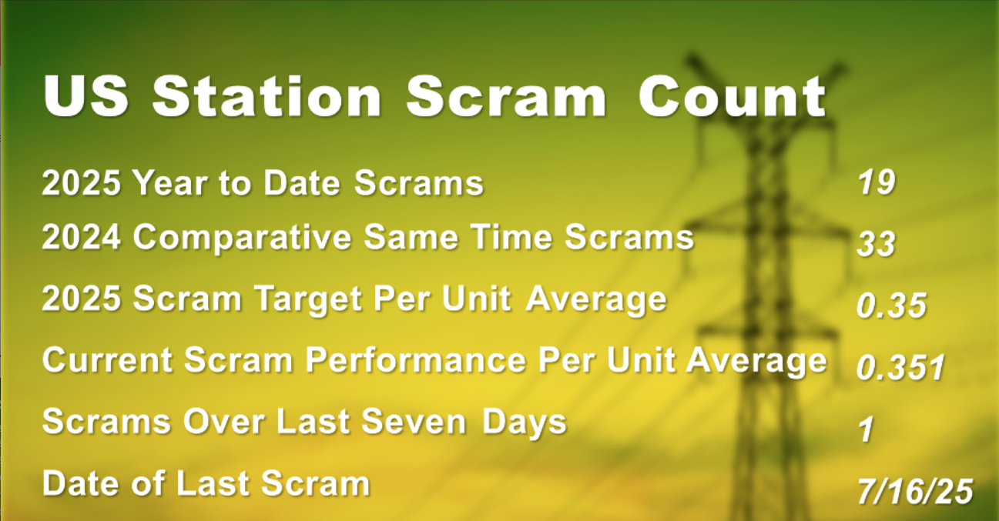 US Station Scram Count
2025 Year to Date Scrams 19
2024 Comparative Same Time Scrams 33
2025 Scram Target Per Unit Average 0.35
Current Scram Performance Per Unit Average 0.351
Scrams Over Last Seven Days 1
Date of Last Scram 7/16/25